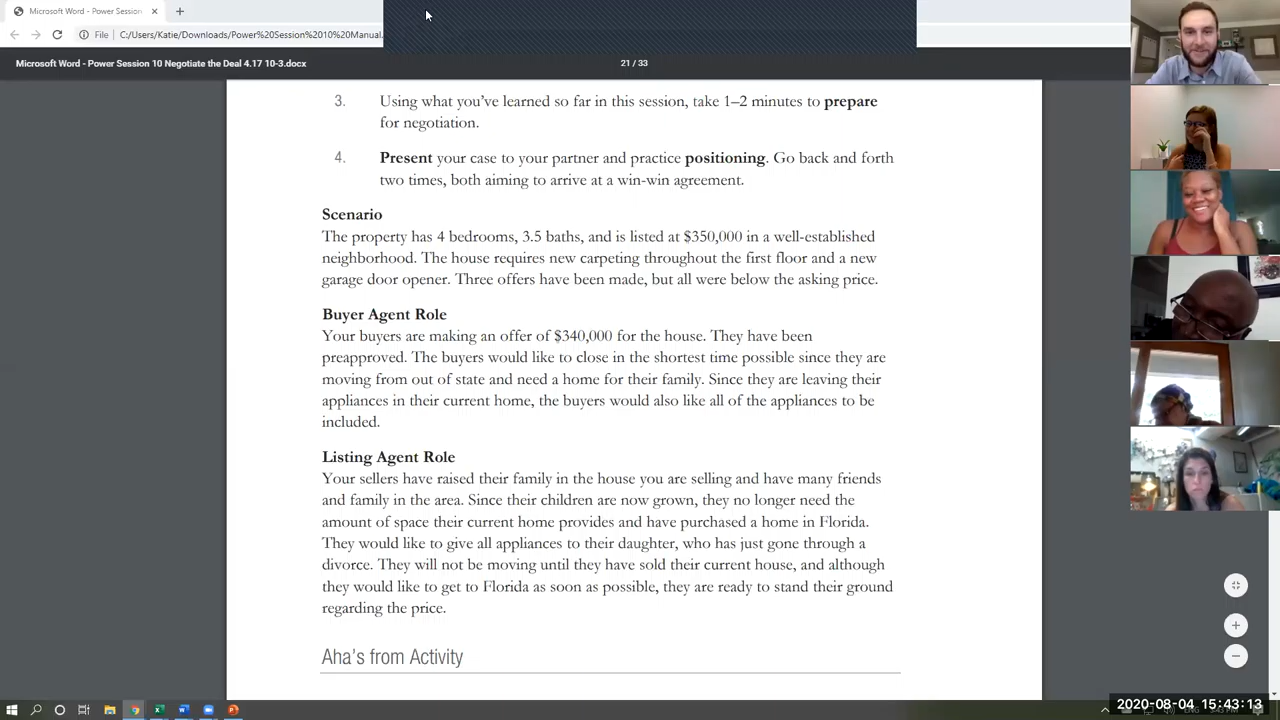 Microsoft Word - Power Session
File
C:/Users/Katie/Downloads/Power%20Session%2010%20Manual.
Microsoft Word - Power Session 10 Negotiate the Deal 4.17 10-3.docx
21 / 33
3. Using what you've learned so far in this session, take 1–2 minutes to prepare
for negotiation.
4. Present your case to your partner and practice positioning. Go back and forth
two times, both aiming to arrive at a win-win agreement.
Scenario
The property has 4 bedrooms, 3.5 baths, and is listed at $350,000 in a well-established
neighborhood. The house requires new carpeting throughout the first floor and a new
garage door opener. Three offers have been made, but all were below the asking price.
Buyer Agent Role
Your buyers are making an offer of $340,000 for the house. They have been
preapproved. The buyers would like to close in the shortest time possible since they are
moving from out of state and need a home for their family. Since they are leaving their
appliances in their current home, the buyers would also like all of the appliances to be
included.
Listing Agent Role
Your sellers have raised their family in the house you are selling and have many friends
and family in the area. Since their children are now grown, they no longer need the
amount of space their current home provides and have purchased a home in Florida.
They would like to give all appliances to their daughter, who has just gone through a
divorce. They will not be moving until they have sold their current house, and although
they would like to get to Florida as soon as possible, they are ready to stand their ground
regarding the price.
Aha's from Activity
2020-08-04 15:43:13